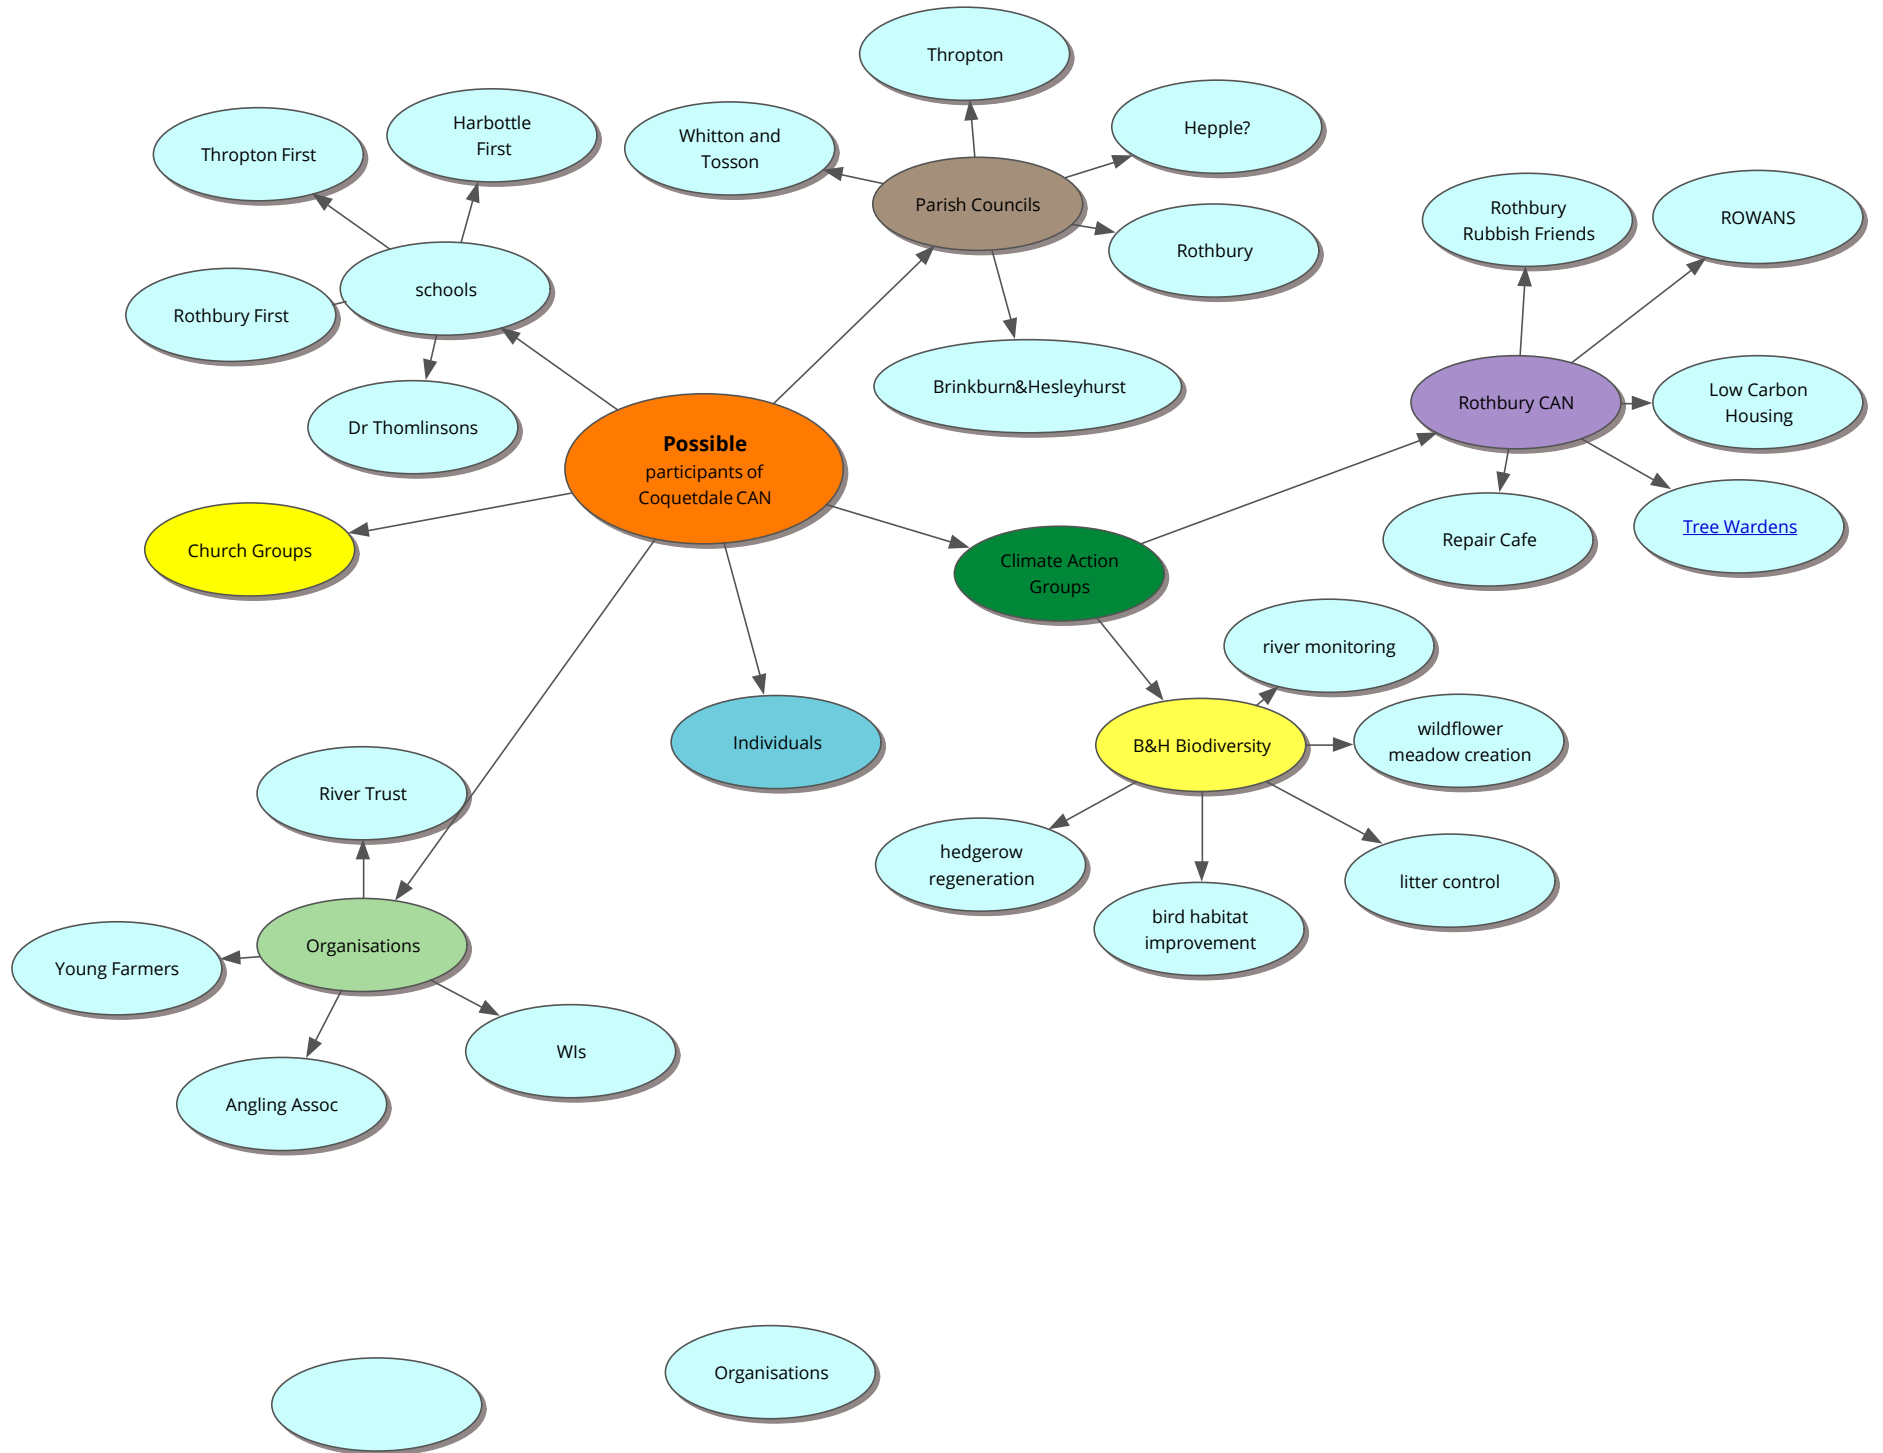 Thropton
Harbottle
First
Hepple?
Whitton and
Tosson
Thropton First
Parish Councils
Rothbury
Rubbish Friends
ROWANS
Rothbury
schools
Rothbury First
Brinkburn&Hesleyhurst
Low Carbon
Housing
Rothbury CAN
Dr Thomlinsons
Possible
participants of
Coquetdale CAN
Tree Wardens
Repair Cafe
Church Groups
Climate Action
Groups
river monitoring
wildflower
meadow creation
B&H Biodiversity
Individuals
River Trust
hedgerow
regeneration
litter control
bird habitat
improvement
Organisations
Young Farmers
WIs
Angling Assoc
Organisations